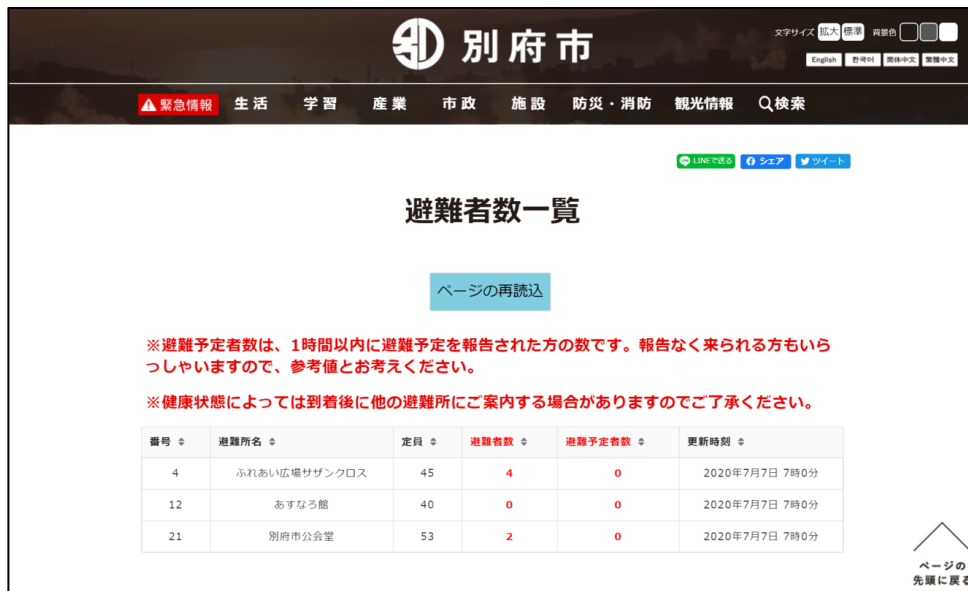 別府市
文字サイズ 拡大 標準 背景色
English 한국어 简体中文 繁體中文
緊急情報 生活 学習 産業 市政 施設 防災・消防 観光情報 検索
LINEで送る シェア ツイート
避難者数一覧
ページの再読込
※避難予定者数は、1時間以内に避難予定を報告された方の数です。報告なく来られる方もいら
っしゃいますので、参考値とお考えください。
※健康状態によっては到着後に他の避難所にご案内する場合がありますのでご了承ください。
番号 避難所名 定員 避難者数 避難予定者数 更新時刻
4 ふれあい広場サザンクロス 45 4 0 2020年7月7日 7時0分
12 あすなろ館 40 0 0 2020年7月7日 7時0分
21 別府市公会堂 53 2 0 2020年7月7日 7時0分
ページの
先頭に戻る